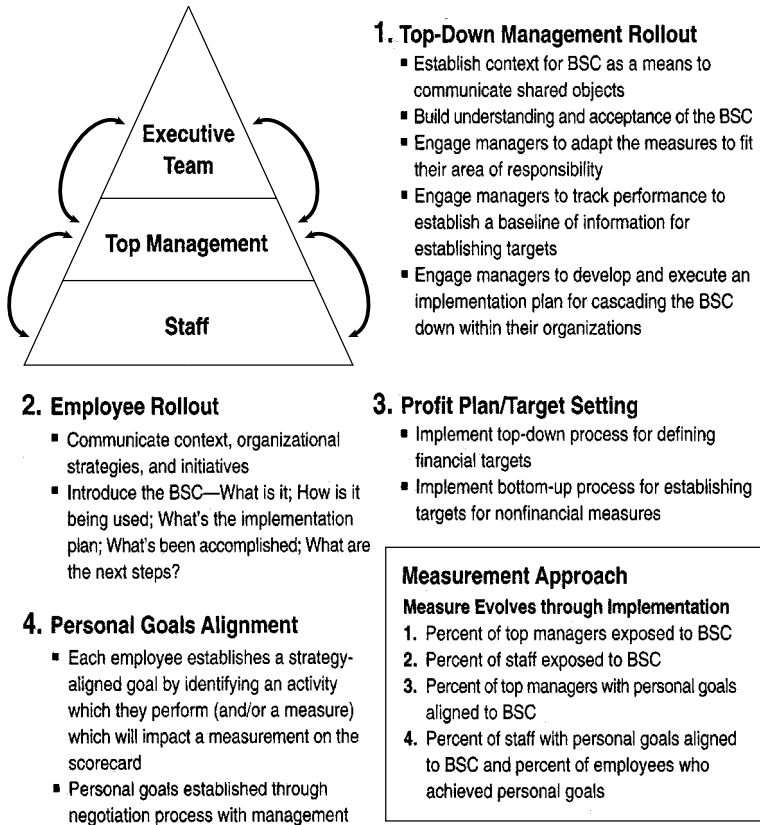 Executive
Team
Top Management
Staff
1. Top-Down Management Rollout
▪ Establish context for BSC as a means to
communicate shared objects
▪ Build understanding and acceptance of the BSC
▪ Engage managers to adapt the measures to fit
their area of responsibility
▪ Engage managers to track performance to
establish a baseline of information for
establishing targets
▪ Engage managers to develop and execute an
implementation plan for cascading the BSC
down within their organizations
2. Employee Rollout
▪ Communicate context, organizational
strategies, and initiatives
▪ Introduce the BSC—What is it; How is it
being used; What's the implementation
plan; What's been accomplished; What are
the next steps?
3. Profit Plan/Target Setting
▪ Implement top-down process for defining
financial targets
▪ Implement bottom-up process for establishing
targets for nonfinancial measures
4. Personal Goals Alignment
▪ Each employee establishes a strategy-
aligned goal by identifying an activity
which they perform (and/or a measure)
which will impact a measurement on the
scorecard
▪ Personal goals established through
negotiation process with management
Measurement Approach
Measure Evolves through Implementation
1. Percent of top managers exposed to BSC
2. Percent of staff exposed to BSC
3. Percent of top managers with personal goals
aligned to BSC
4. Percent of staff with personal goals aligned
to BSC and percent of employees who
achieved personal goals